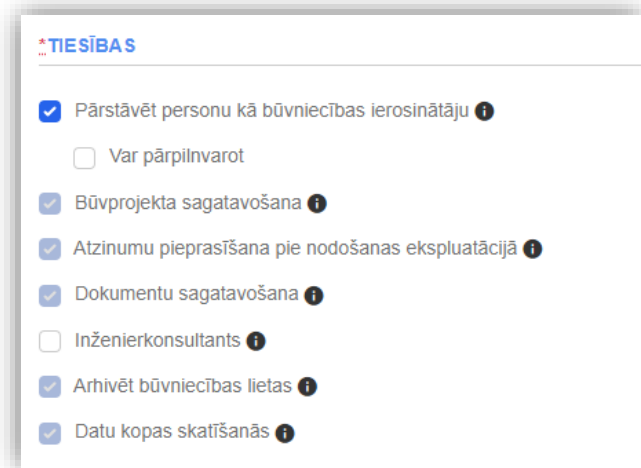 *TIESĪBAS
Pārstāvēt personu kā būvniecības ierosinātāju
Var pārpilnvarot
Būvprojekta sagatavošana
Atzinumu pieprasīšana pie nodošanas ekspluatācijā
Dokumentu sagatavošana
Inženierkonsultants
Arhivēt būvniecības lietas
Datu kopas skatīšanās